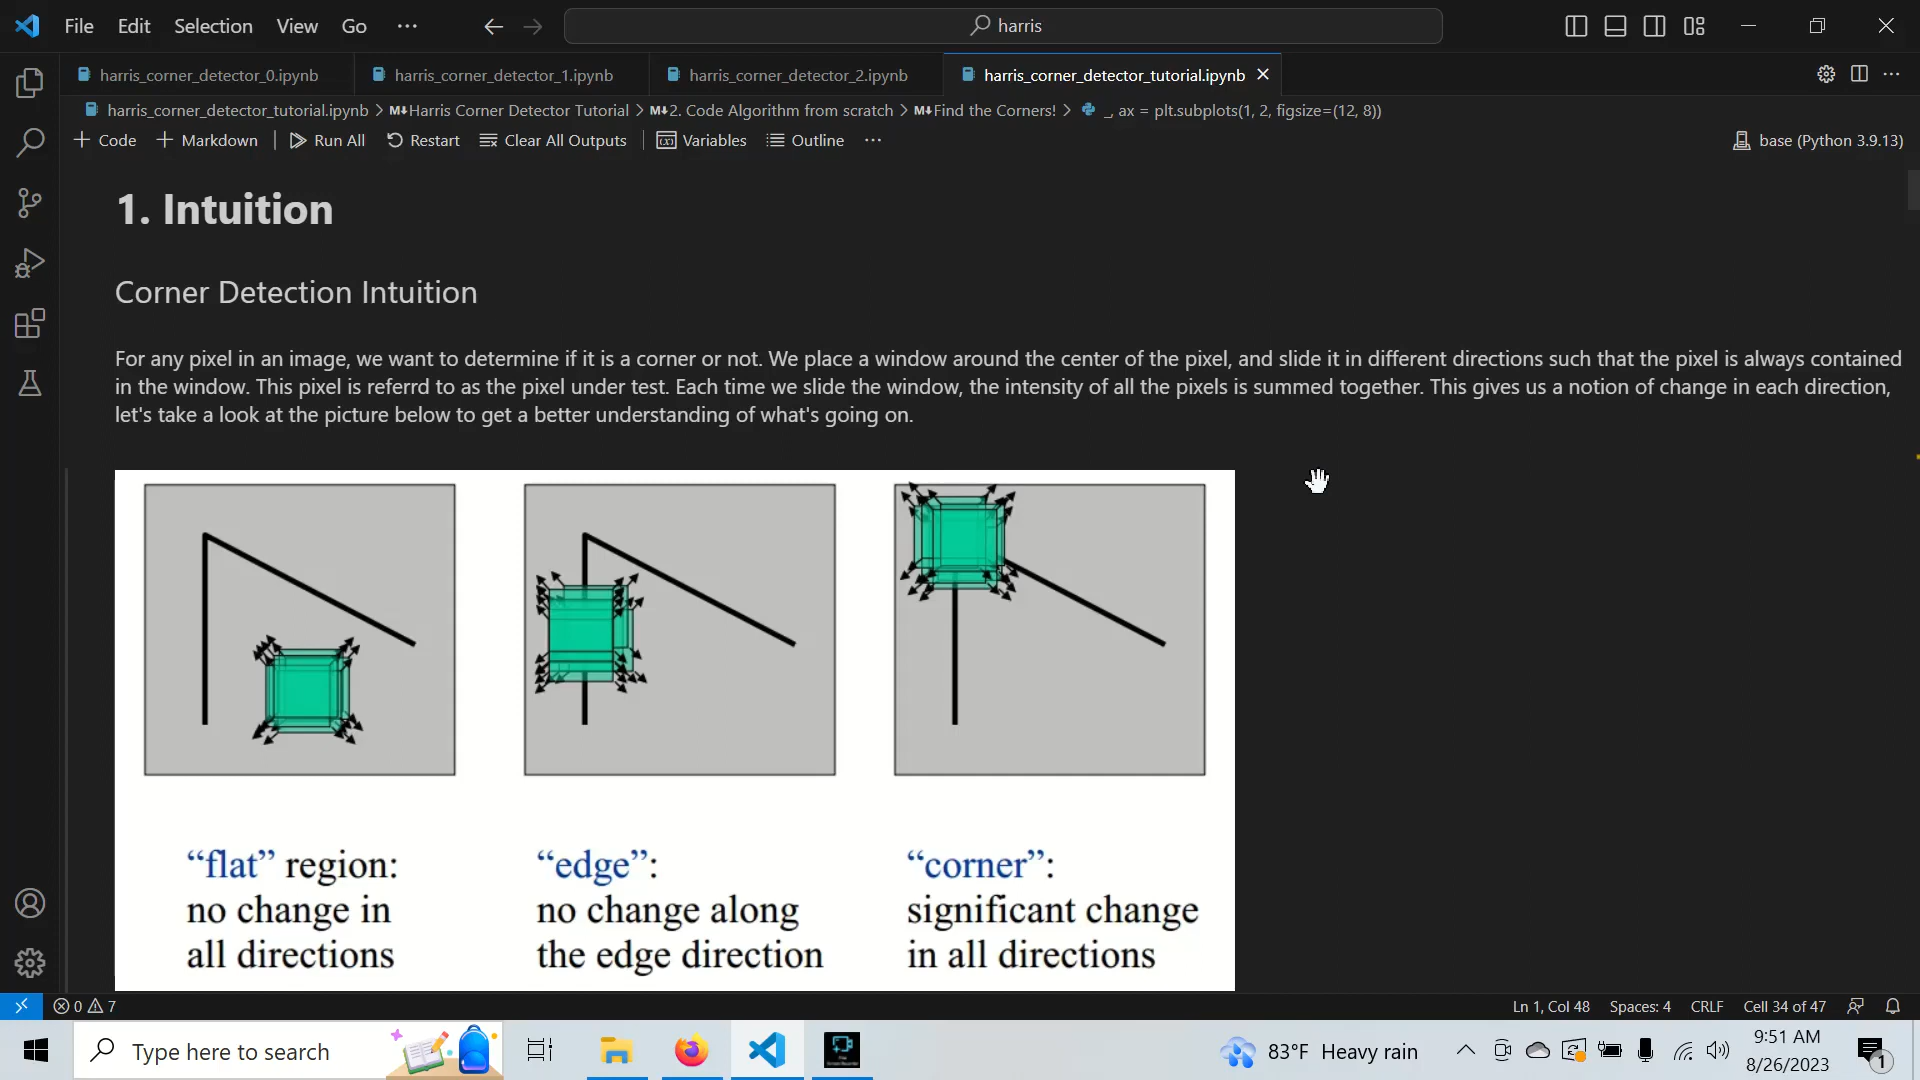 File Edit Selection View Go ··· harris
harris_corner_detector_0.ipynb harris_corner_detector_1.ipynb harris_corner_detector_2.ipynb harris_corner_detector_tutorial.ipynb
harris_corner_detector_tutorial.ipynb > M↓Harris Corner Detector Tutorial > M↓2. Code Algorithm from scratch > M↓Find the Corners! > _, ax = plt.subplots(1, 2, figsize=(12, 8))
+ Code + Markdown Run All Restart Clear All Outputs Variables Outline ··· base (Python 3.9.13)
1. Intuition
Corner Detection Intuition
For any pixel in an image, we want to determine if it is a corner or not. We place a window around the center of the pixel, and slide it in different directions such that the pixel is always contained
in the window. This pixel is referrd to as the pixel under test. Each time we slide the window, the intensity of all the pixels is summed together. This gives us a notion of change in each direction,
let's take a look at the picture below to get a better understanding of what's going on.
“flat” region:
no change in
all directions
“edge”:
no change along
the edge direction
“corner”:
significant change
in all directions
0 7 Ln 1, Col 48 Spaces: 4 CRLF Cell 34 of 47
Type here to search 83°F Heavy rain 9:51 AM
8/26/2023 1